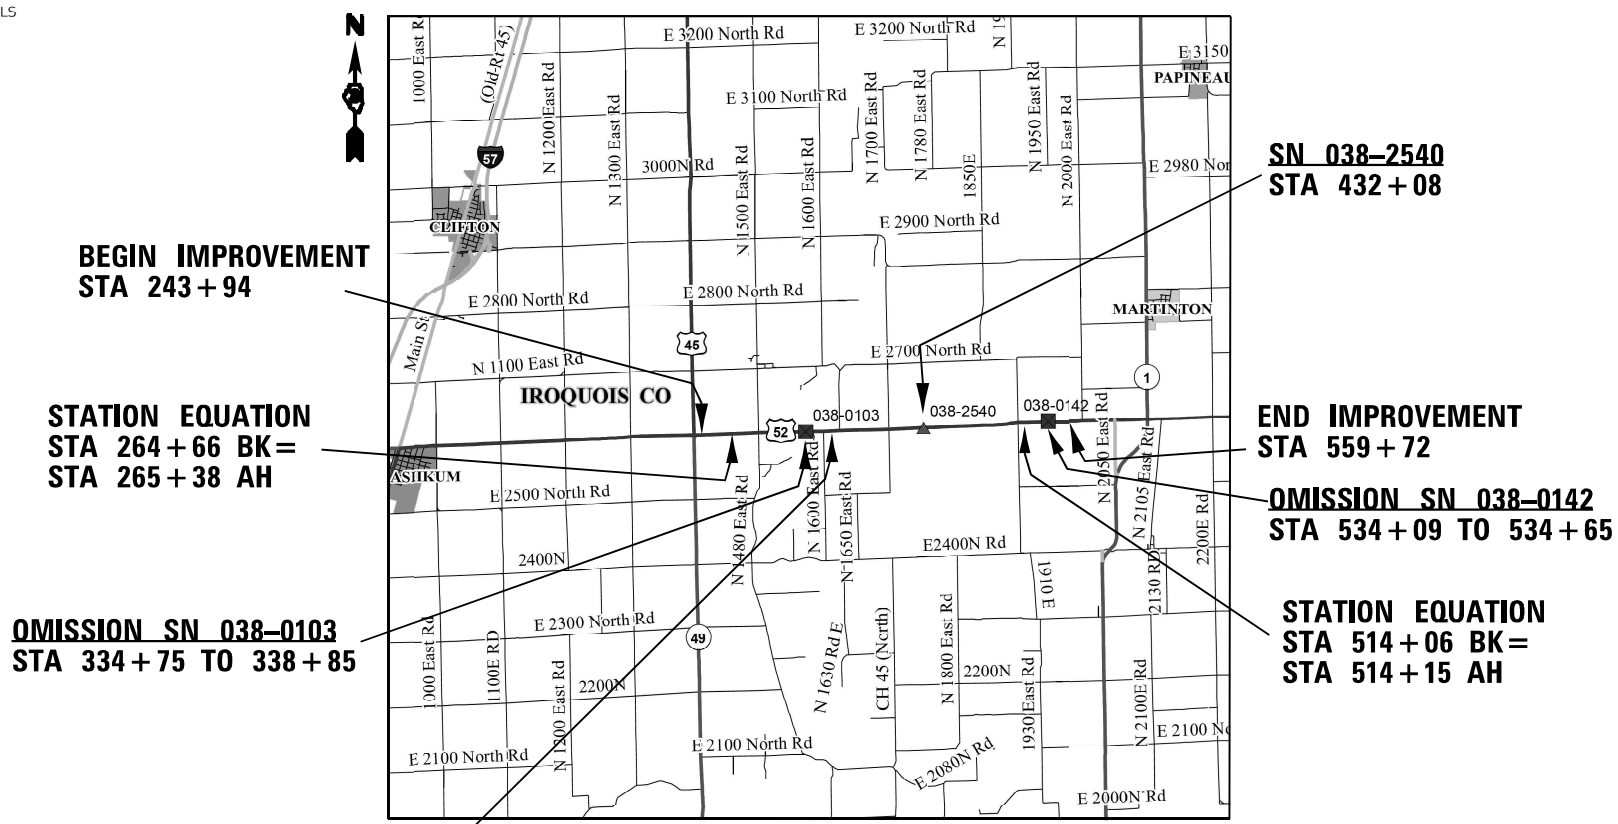 LS
N
BEGIN IMPROVEMENT
STA 243+94
STATION EQUATION
STA 264+66 BK=
STA 265+38 AH
OMISSION SN 038-0103
STA 334+75 TO 338+85
SN 038-2540
STA 432+08
END IMPROVEMENT
STA 559+72
OMISSION SN 038-0142
STA 534+09 TO 534+65
STATION EQUATION
STA 514+06 BK=
STA 514+15 AH
E 3200 North Rd
E 3200 North Rd
N 19
E 3150
PAPINEAU
1000 East R
(Old-Rt 45)
N 1200 East Rd
N 1300 East Rd
E 3100 North Rd
N 1700 East Rd
N 1780 East Rd
N 1950 East Rd
N 2000 East Rd
57
3000N Rd
N 1500 East Rd
N 1600 East Rd
1850E
E 2980 Nor
CLIFTON
E 2900 North Rd
E 2800 North Rd
E 2800 North Rd
MARTINTON
Main St
45
N 1100 East Rd
E 2700 North Rd
1
IROQUOIS CO
52
038-0103
038-2540
038-0142
ASHKUM
E 2500 North Rd
N 1480 East Rd
N 1600 East Rd
N 1650 East Rd
N 2050 East Rd
N 2105 East Rd
2200E Rd
2400N
E2400N Rd
1910 E
2130 RD
E 2300 North Rd
49
1000 East Rd
1100E RD
N 1200 East Rd
2200N
N 1630 Rd E
CH 45 (North)
N 1800 East Rd
2200N
1930 East Rd
N 2100E Rd
E 2100 No
E 2100 North Rd
E 2100 North Rd
E 2080N Rd
E 2000N Rd